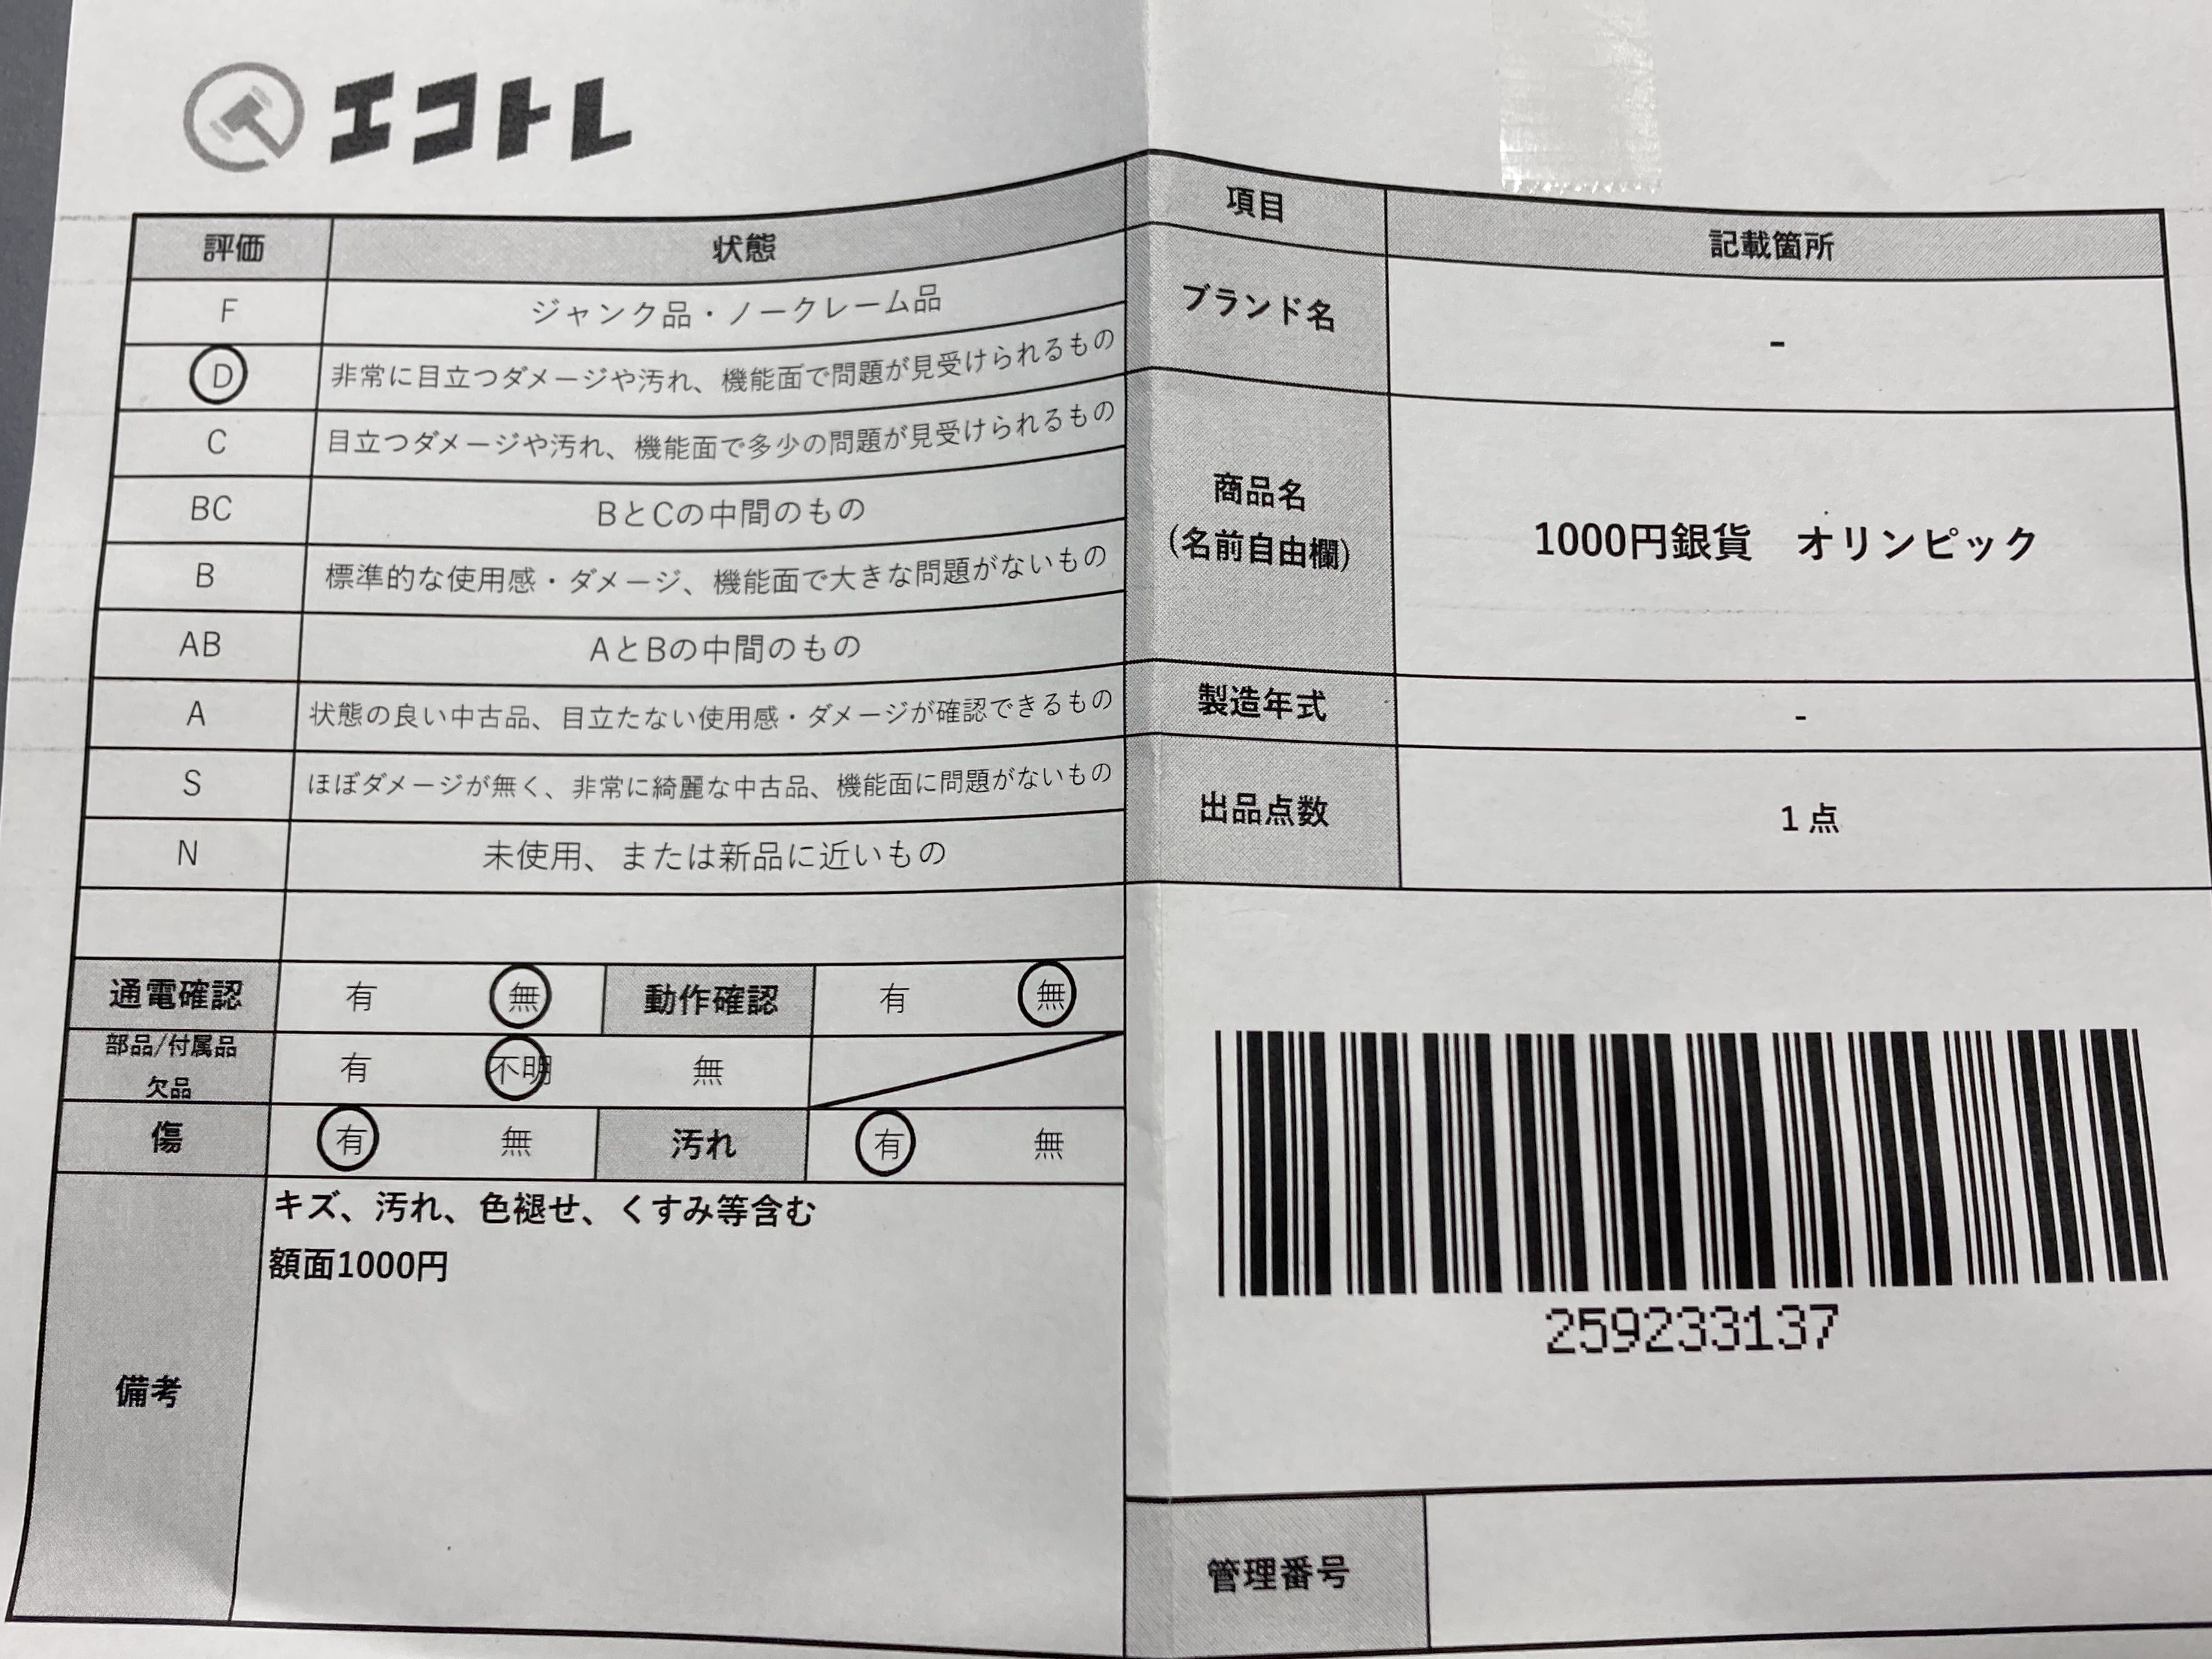 エコトレ
評価 状態
F ジャンク品・ノークレーム品
D 非常に目立つダメージや汚れ、機能面で問題が見受けられるもの
C 目立つダメージや汚れ、機能面で多少の問題が見受けられるもの
BC BとCの中間のもの
B 標準的な使用感・ダメージ、機能面で大きな問題がないもの
AB AとBの中間のもの
A 状態の良い中古品、目立たない使用感・ダメージが確認できるもの
S ほぼダメージが無く、非常に綺麗な中古品、機能面に問題がないもの
N 未使用、または新品に近いもの
通電確認 有 無 動作確認 有 無
部品/付属品
欠品
有 不明 無
傷 有 無 汚れ 有 無
備考
キズ、汚れ、色褪せ、くすみ等含む
額面1000円
項目 記載箇所
ブランド名 -
商品名
(名前自由欄)
1000円銀貨 オリンピック
製造年式 -
出品点数 1点
259233137
管理番号